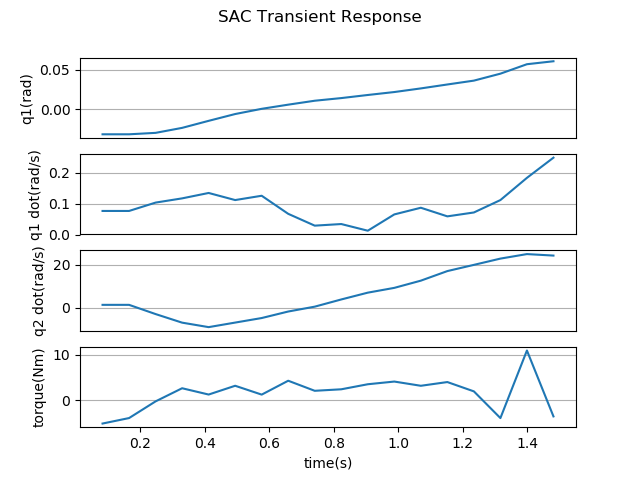 SAC Transient Response
q1(rad)
0.05
0.00
q1 dot(rad/s)
0.2
0.1
0.0
q2 dot(rad/s)
20
0
torque(Nm)
10
0
0.2 0.4 0.6 0.8 1.0 1.2 1.4
time(s)